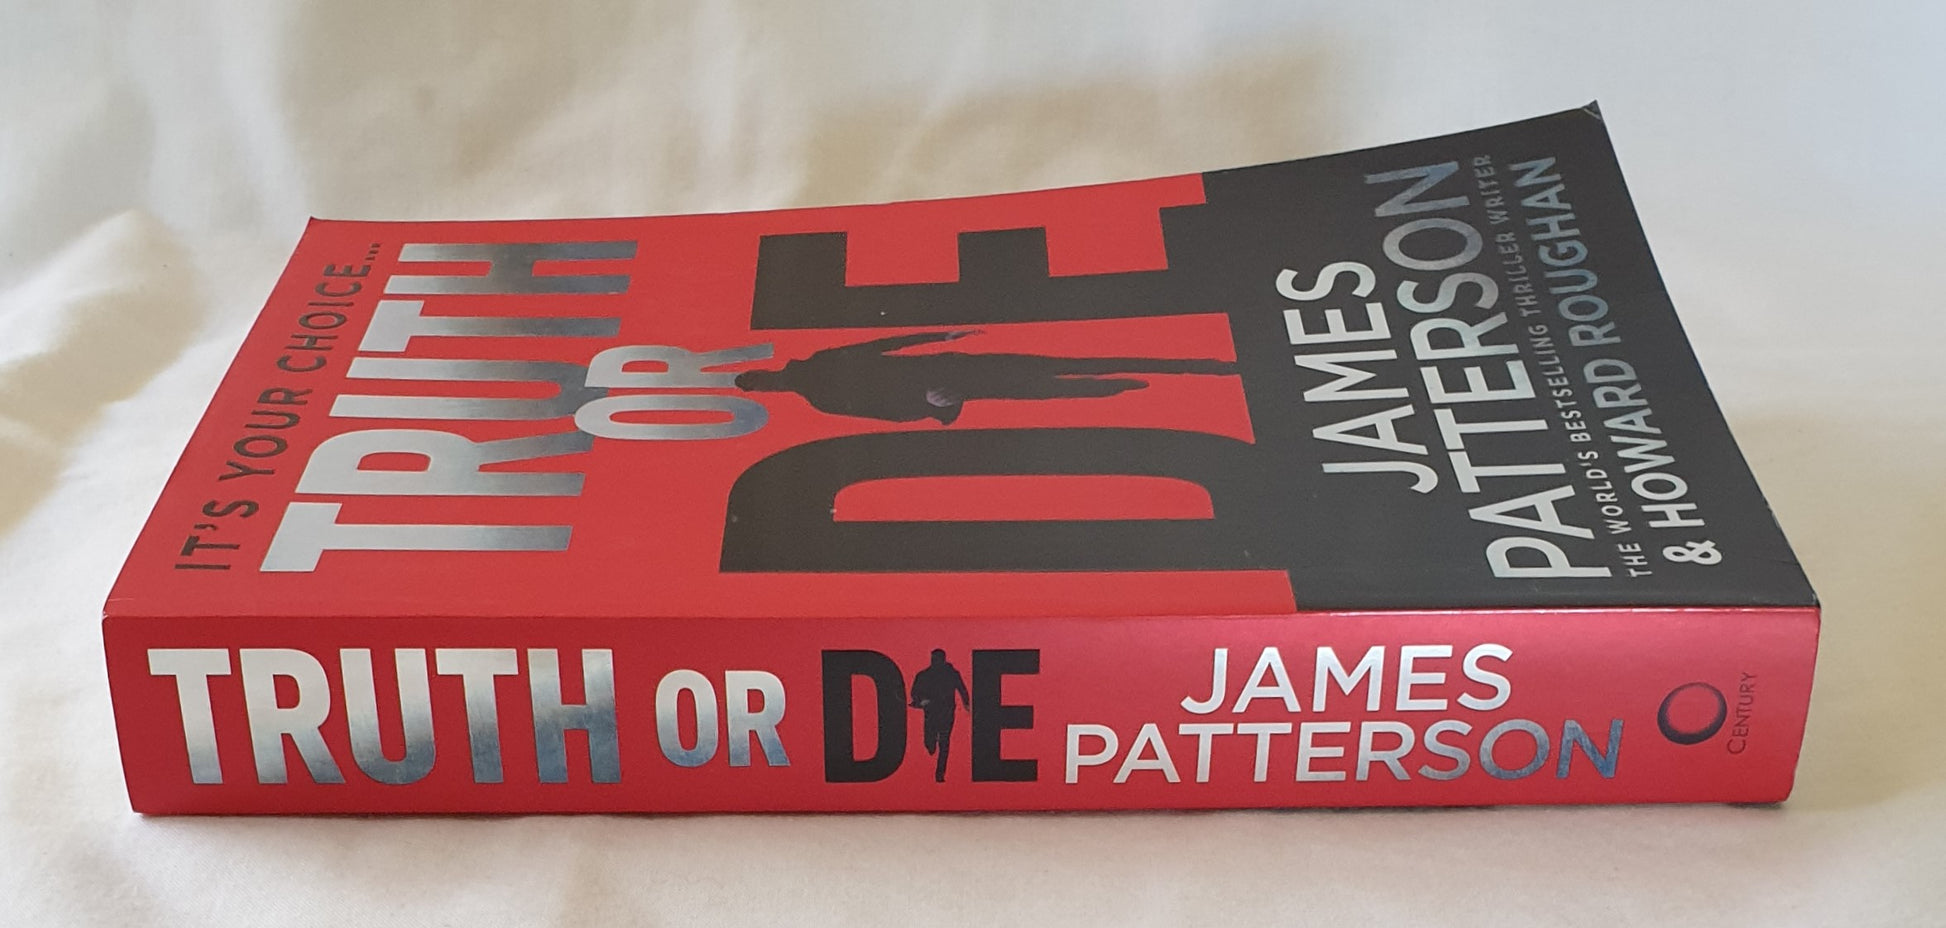 IT'S YOUR CHOICE...
TRUTH
OR
DIE
JAMES
PATTERSON
THE WORLD'S BESTSELLING THRILLER WRITER
& HOWARD ROUGHAN
TRUTH OR DIE
JAMES
PATTERSON
CENTURY